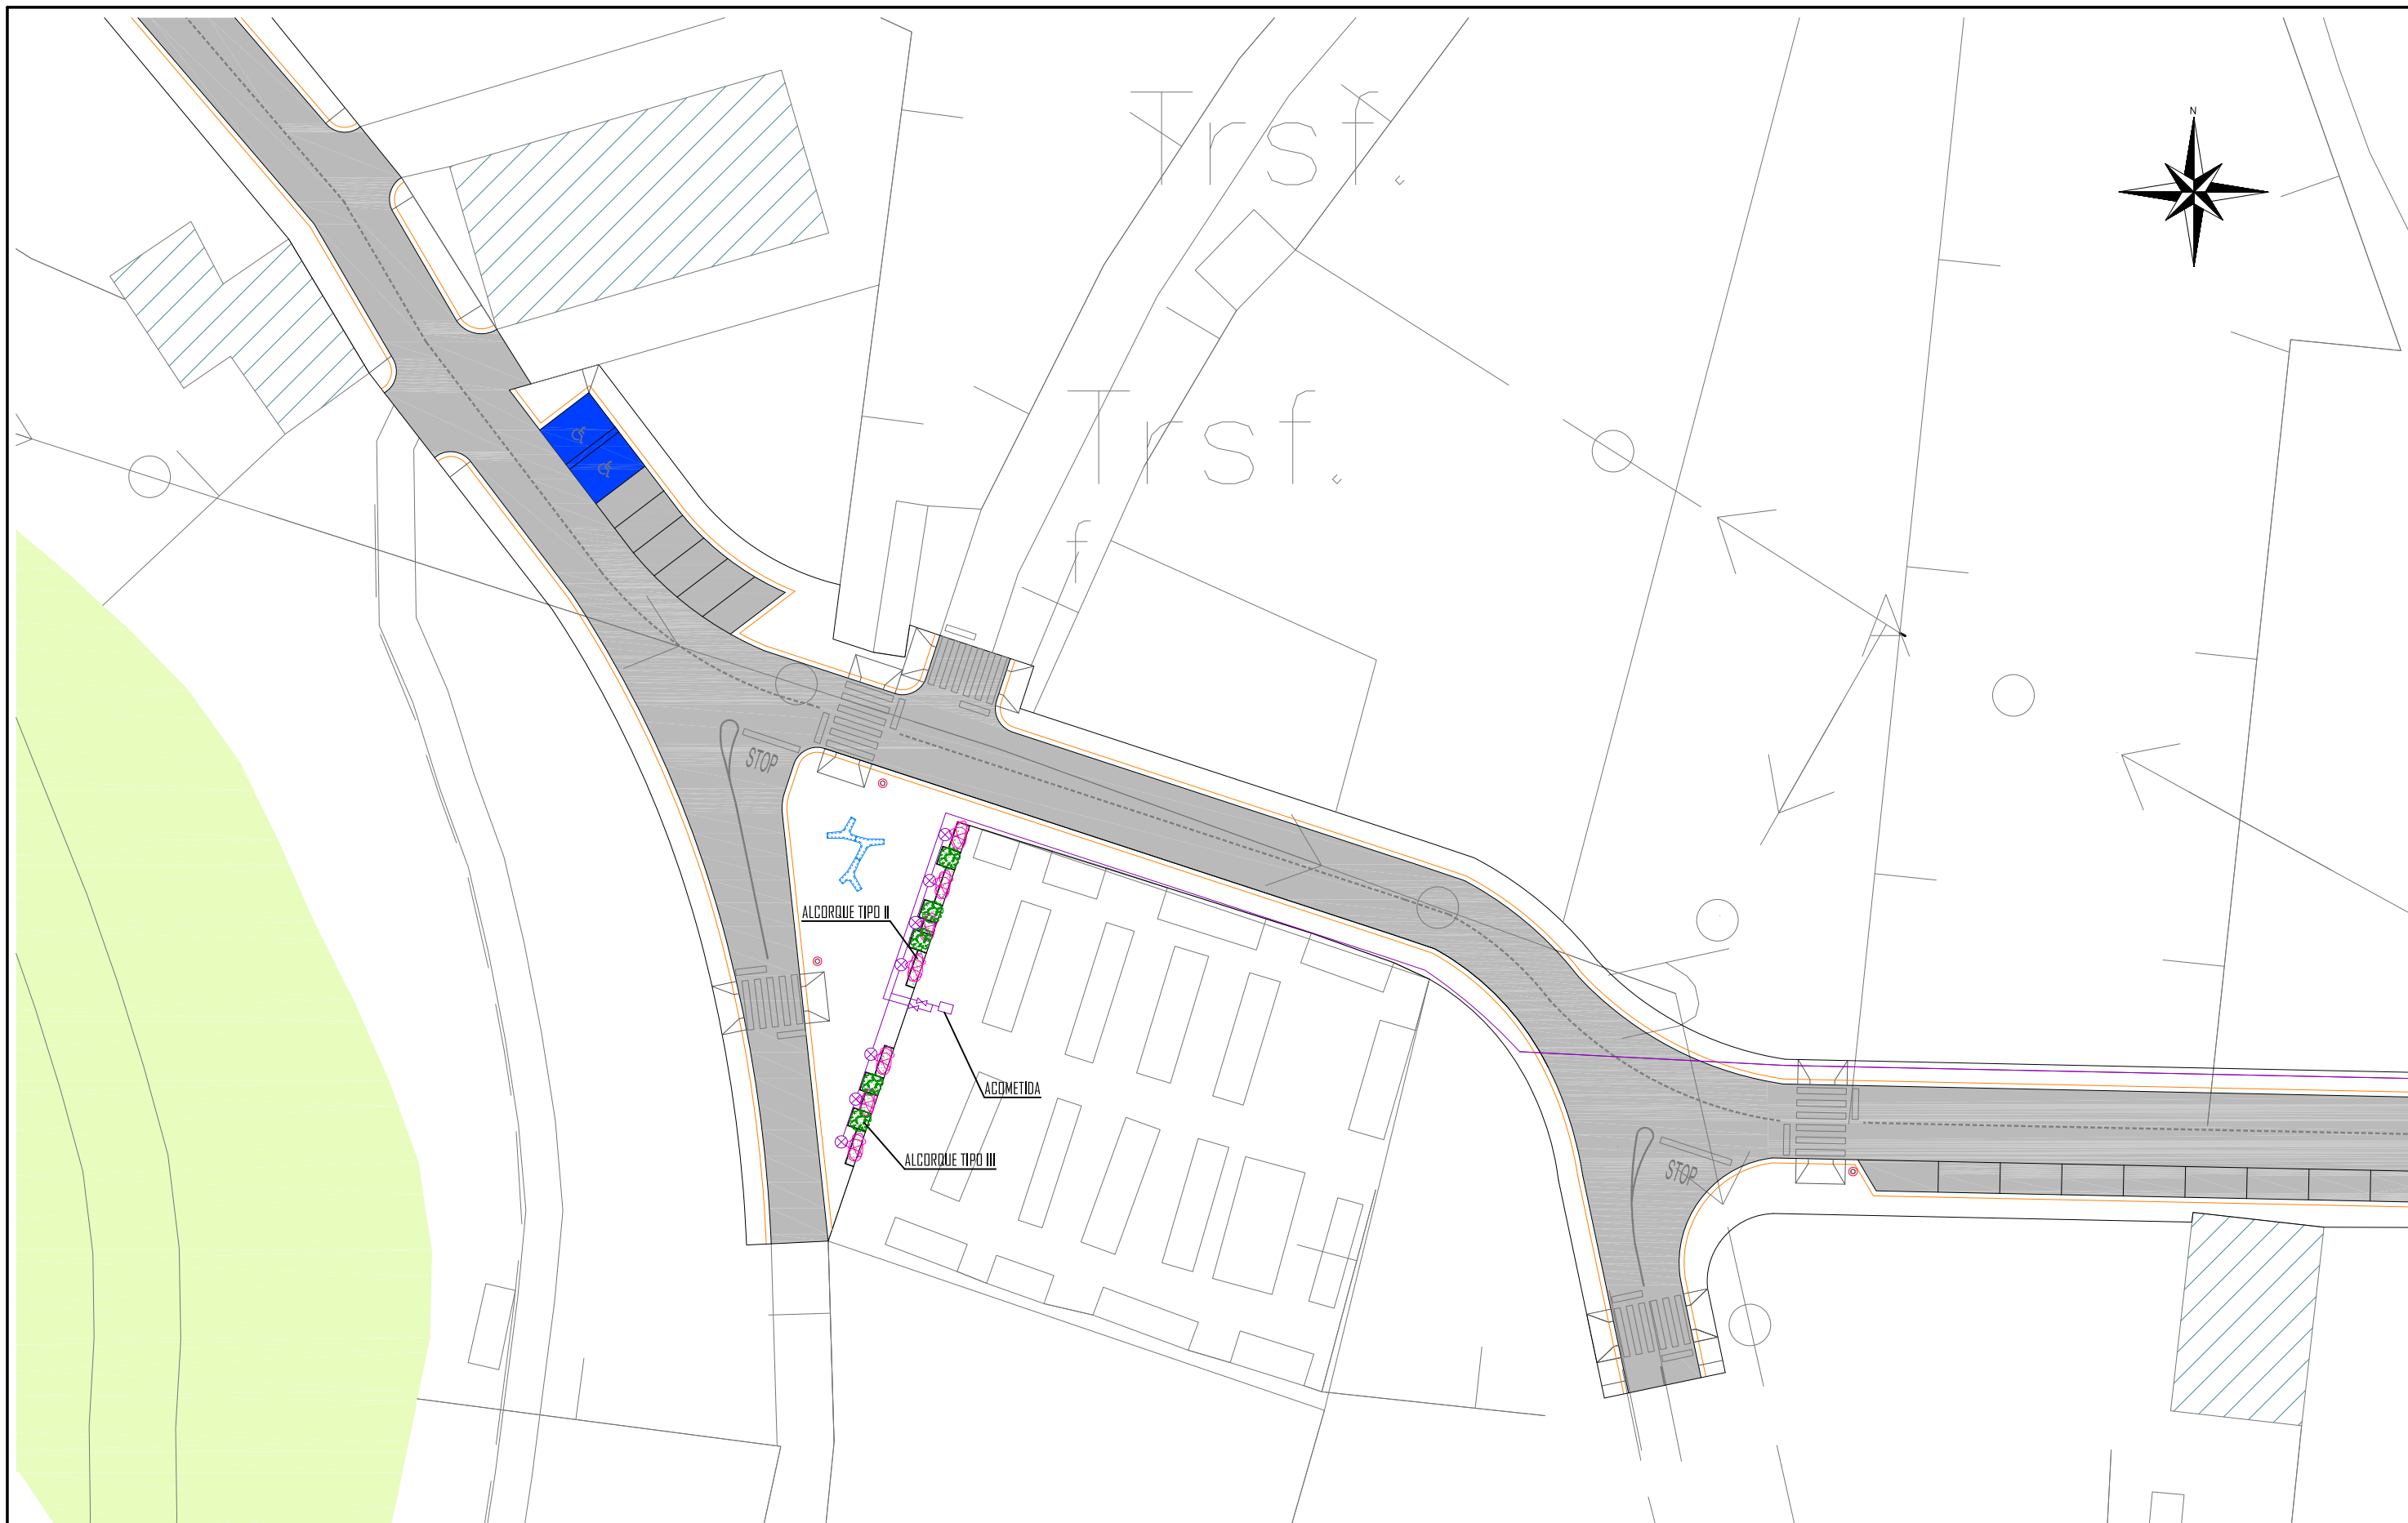 N
Trsf.
Trsf.
f
A
STOP
ALCORQUE TIPO II
ACOMETIDA
ALCORQUE TIPO III
STOP